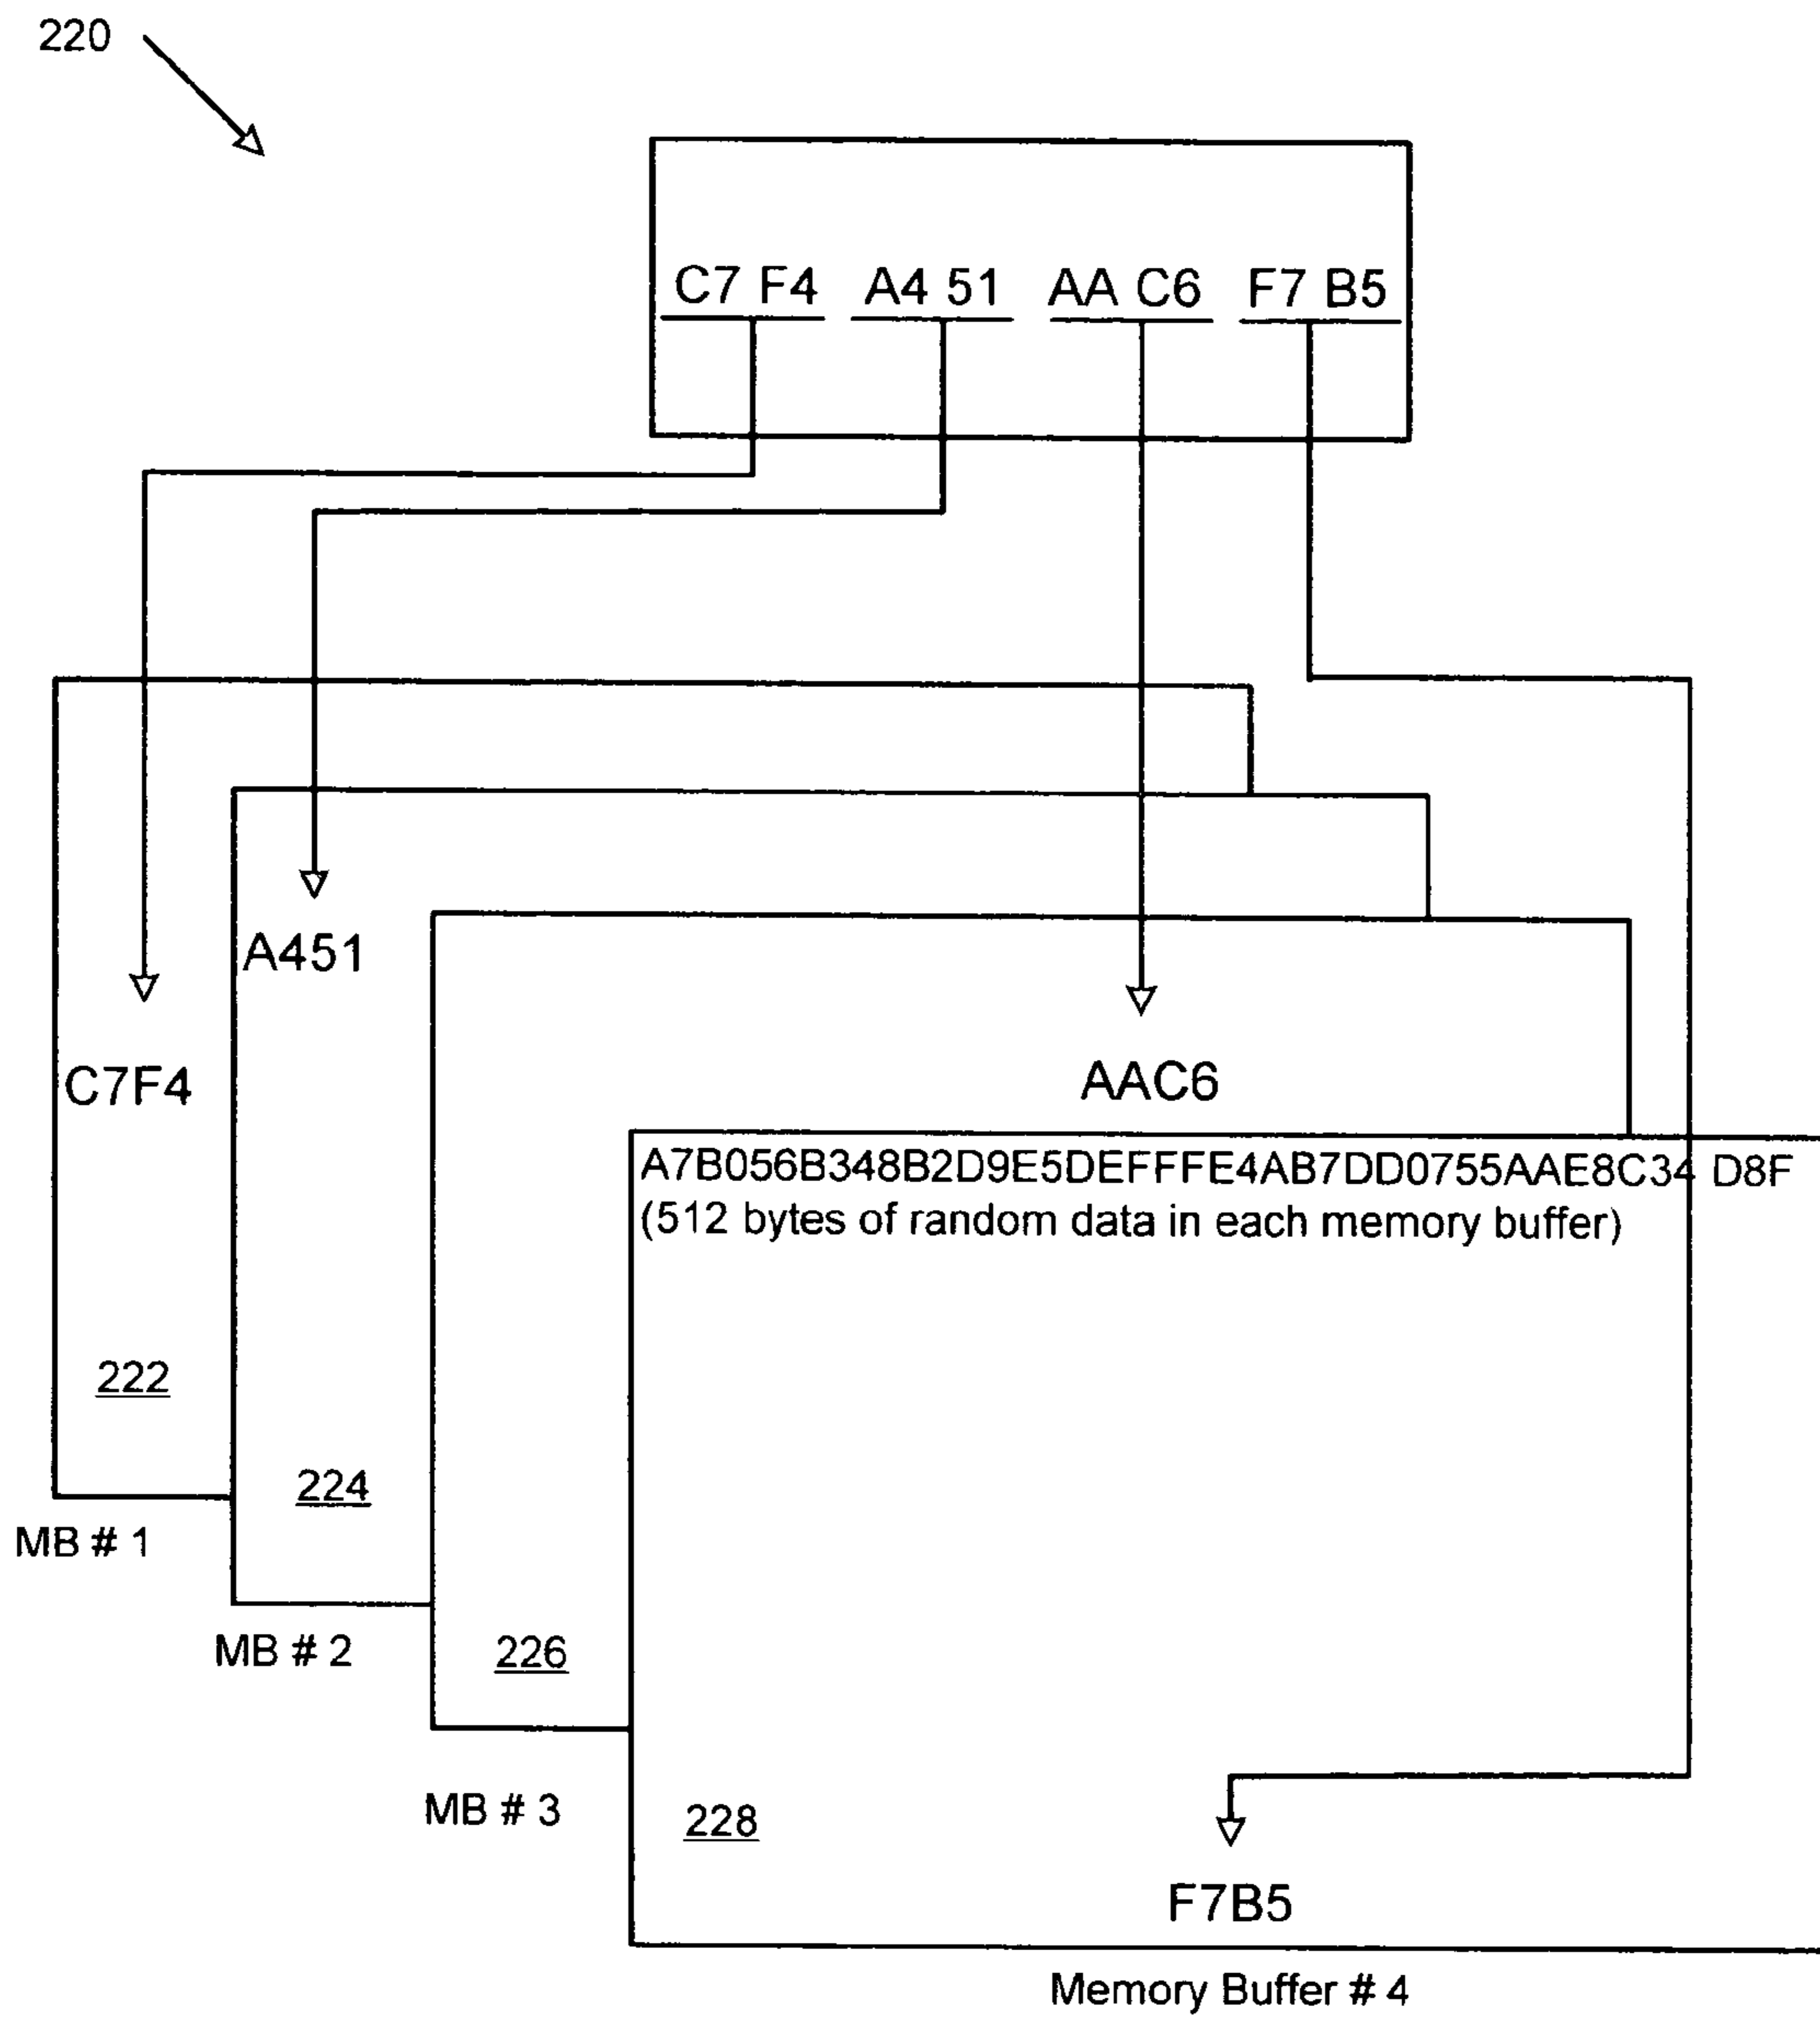 220
C7 F4 A4 51 AA C6 F7 B5
A451
C7F4
AAC6
A7B056B348B2D9E5DEFFFE4AB7DD0755AAE8C34 D8F
(512 bytes of random data in each memory buffer)
222
224
MB # 1
226
MB # 2
MB # 3
228
F7B5
Memory Buffer # 4